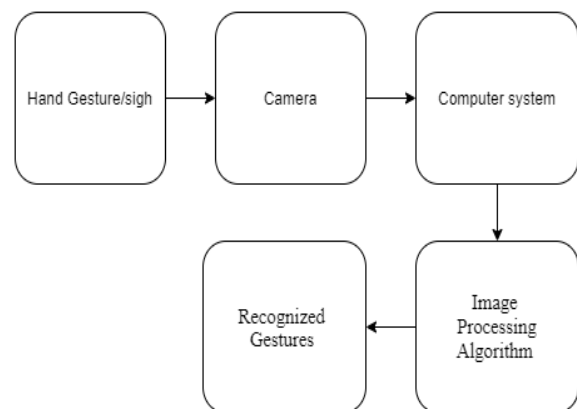 Hand Gesture/sigh
Camera
Computer system
Recognized
Gestures
Image
Processing
Algorithm